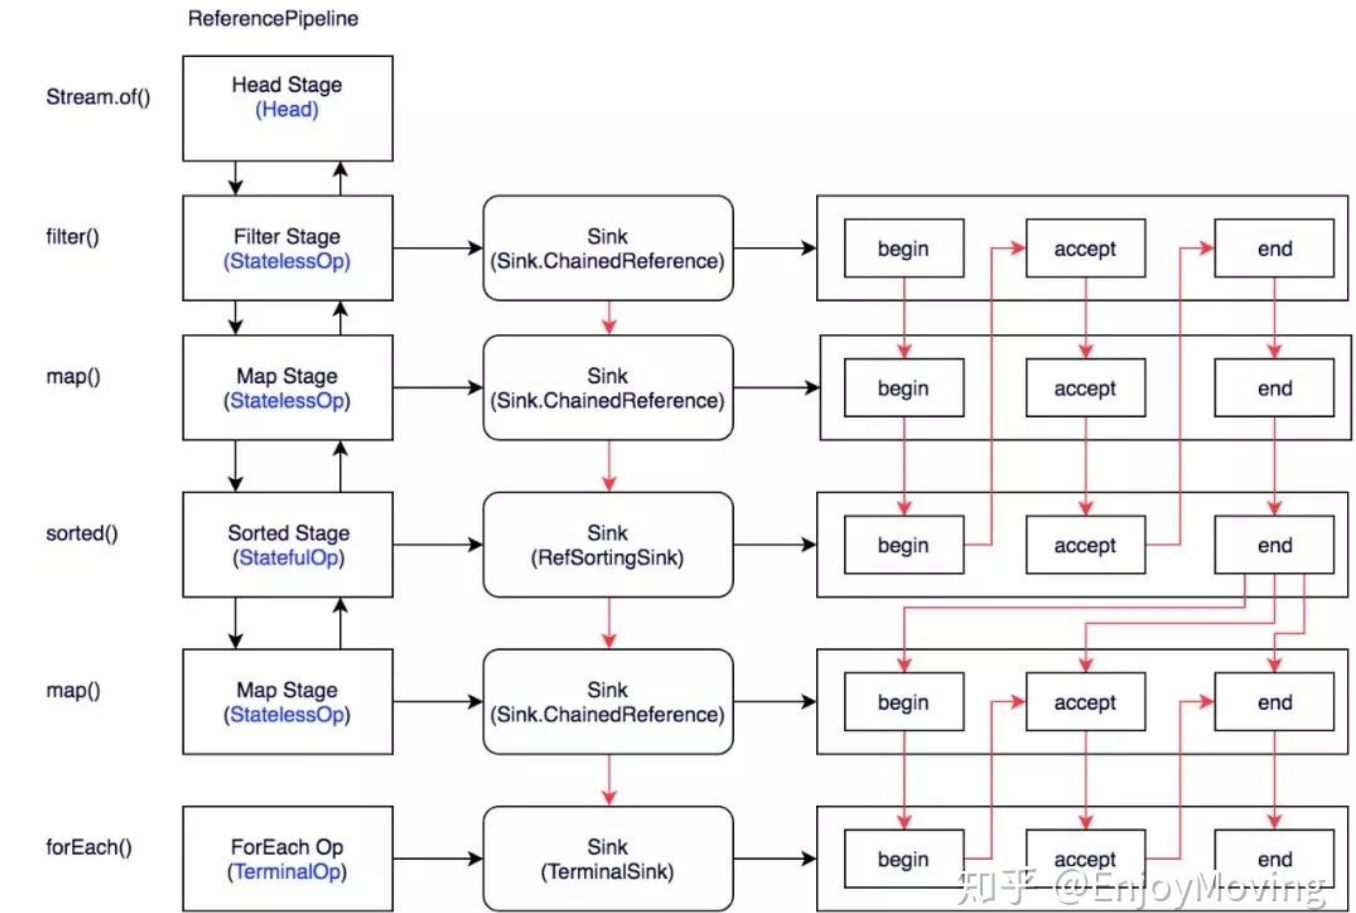 ReferencePipeline
Stream.of()
Head Stage
(Head)
filter()
Filter Stage
(StatelessOp)
Sink
(Sink.ChainedReference)
begin
accept
end
map()
Map Stage
(StatelessOp)
Sink
(Sink.ChainedReference)
begin
accept
end
sorted()
Sorted Stage
(StatefulOp)
Sink
(RefSortingSink)
begin
accept
end
map()
Map Stage
(StatelessOp)
Sink
(Sink.ChainedReference)
begin
accept
end
forEach()
ForEach Op
(TerminalOp)
Sink
(TerminalSink)
begin
accept
end
知乎 @EnjoyMoving